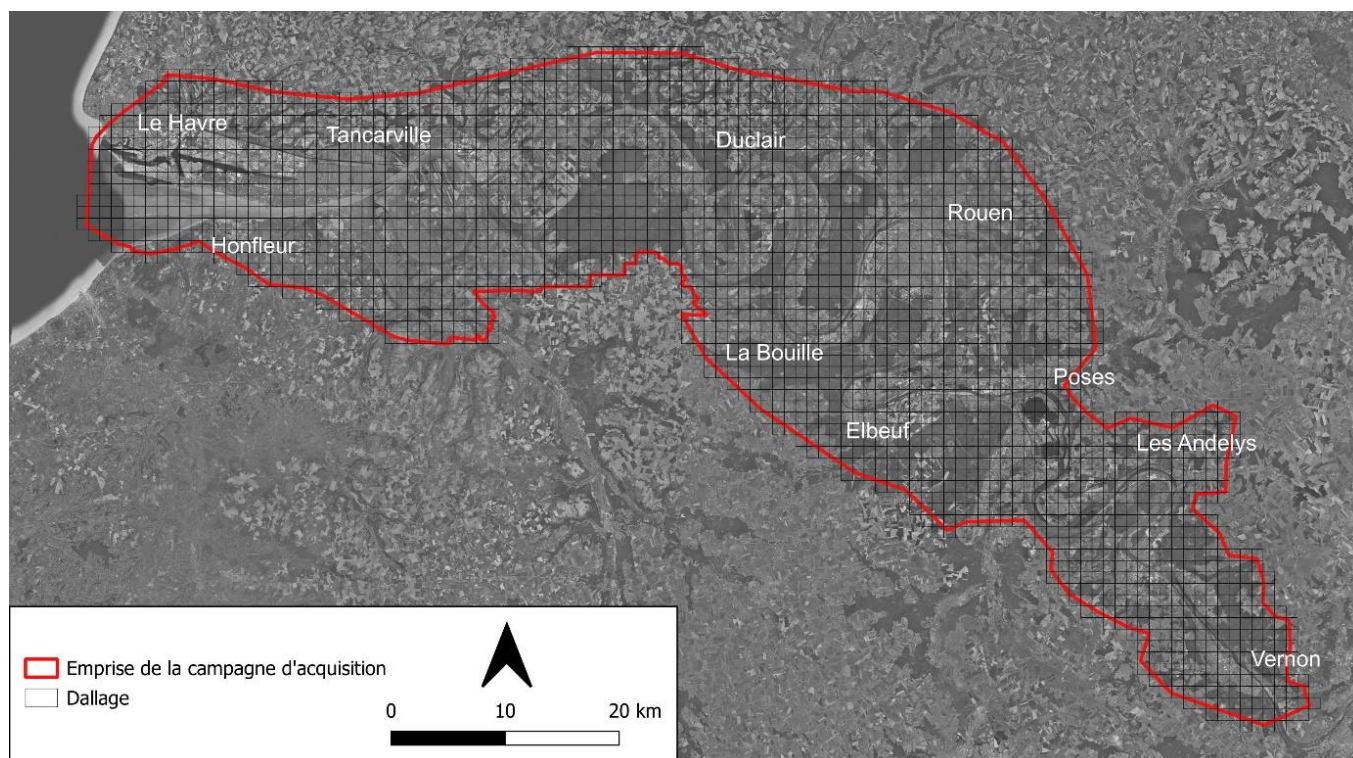 Le Havre
Tancarville
Duclair
Rouen
Honfleur
La Bouille
Poses
Elbeuf
Les Andelys
Vernon
Emprise de la campagne d'acquisition
Dallage
0 10 20 km